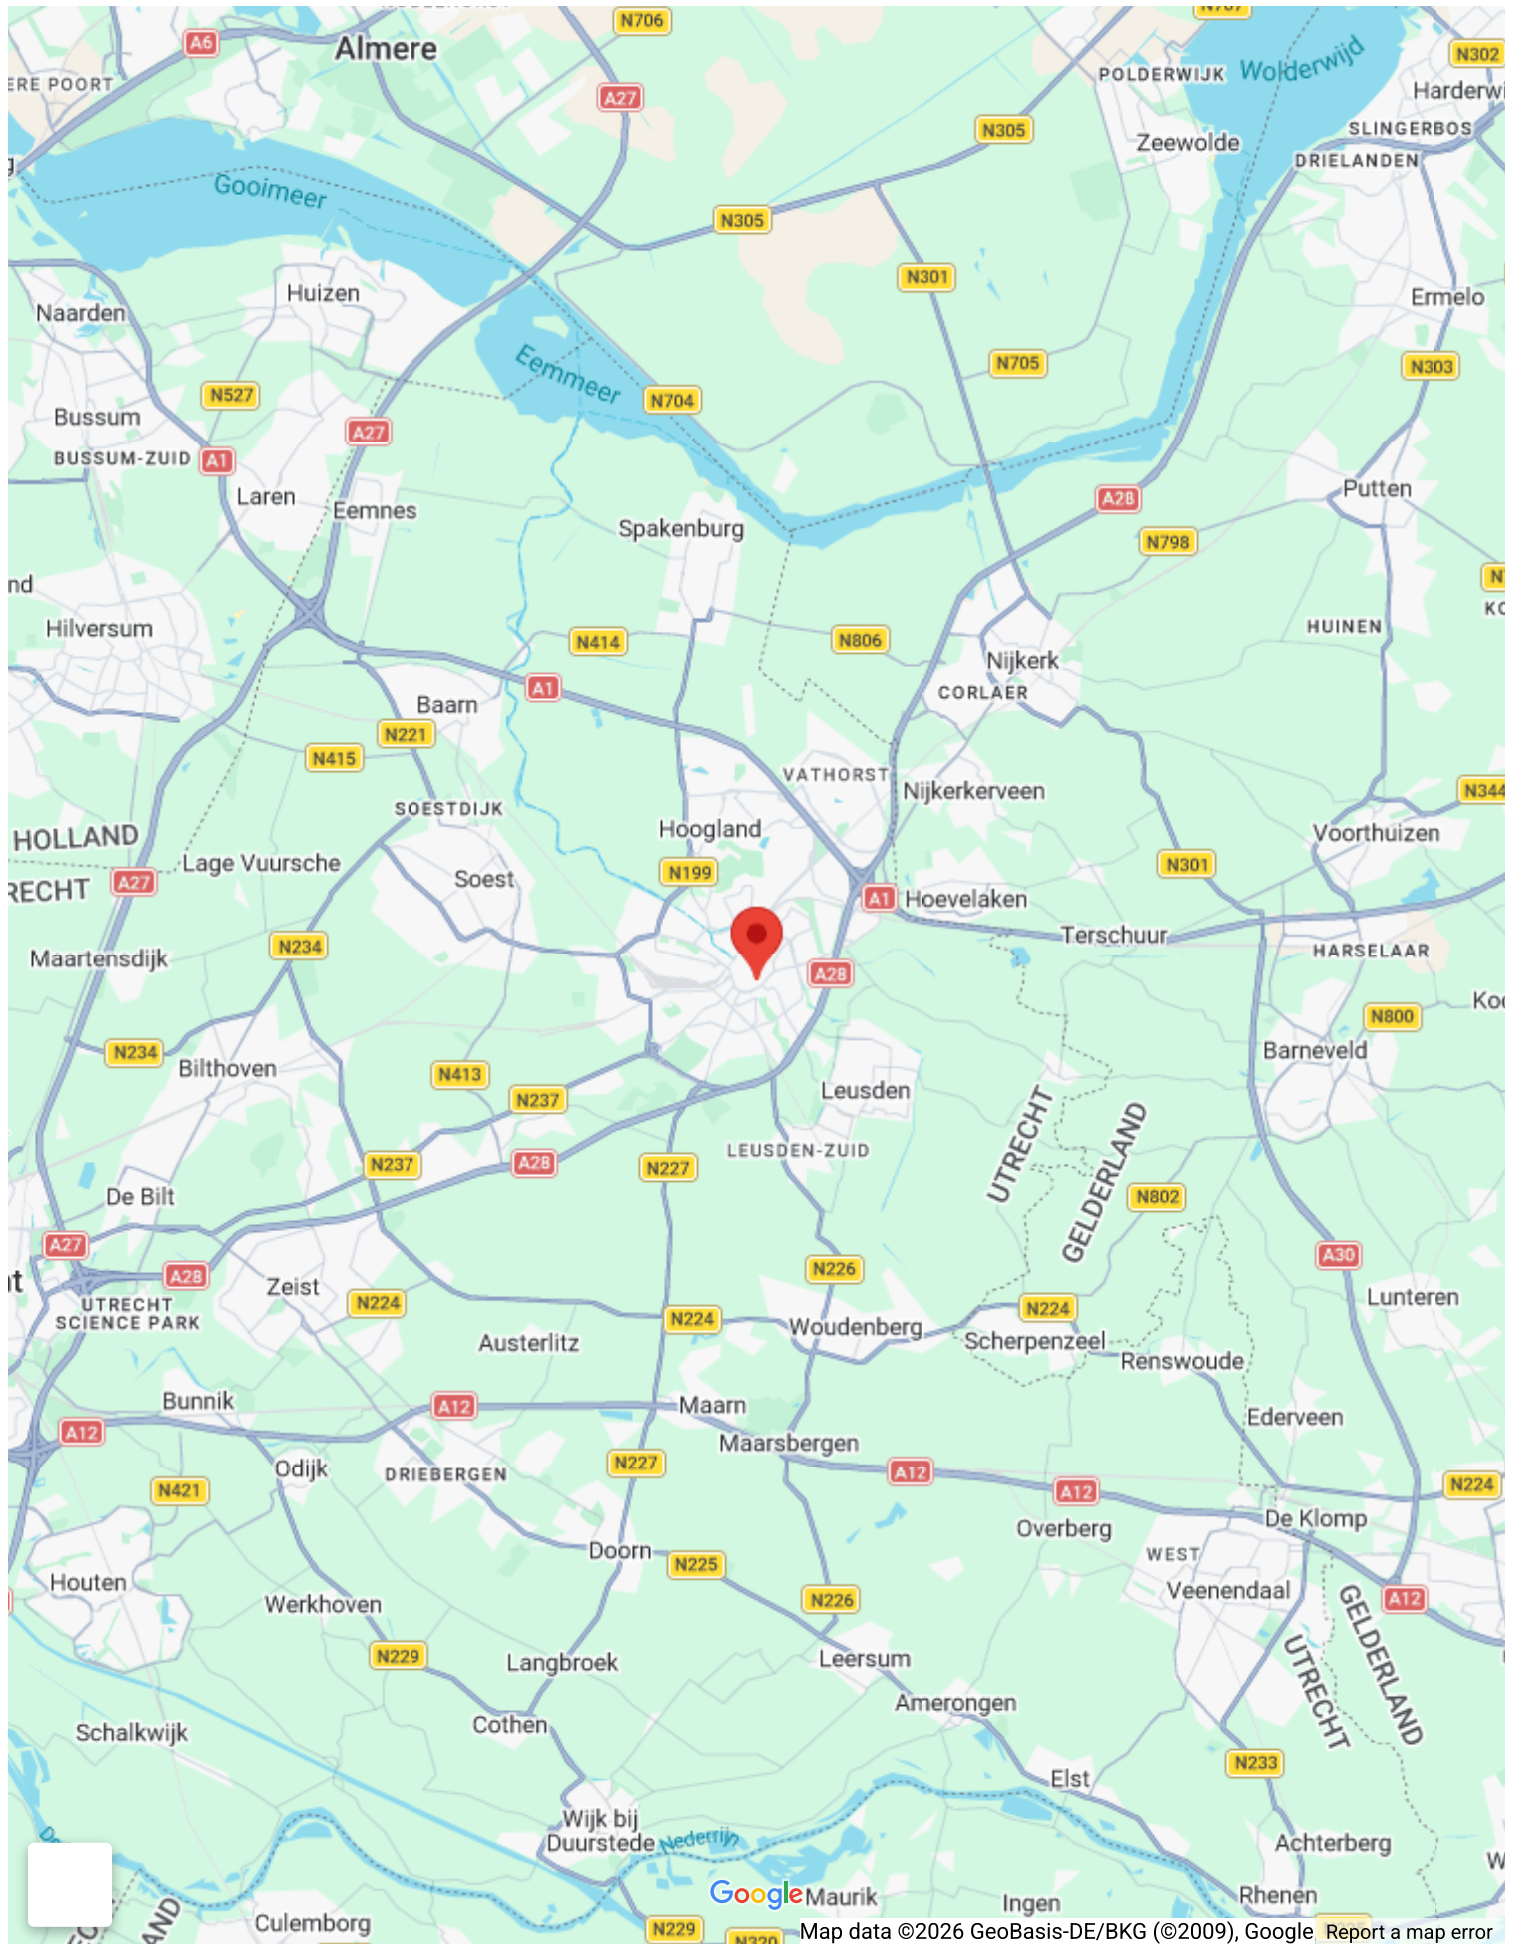 N706
N707
A6
Almere
N302
ERE POORT
POLDERWIJK
Wolderwijd
A27
Harderwi
N305
SLINGERBOS
Zeewolde
DRIELANDEN
Gooimeer
N305
N301
Huizen
Ermelo
Naarden
Eemmeer
N705
N303
N527
N704
Bussum
A27
BUSSUM-ZUID
A1
Laren
Putten
Eemnes
A28
Spakenburg
N798
nd
Hilversum
HUINEN
N414
N806
Nijkerk
A1
CORLAER
Baarn
N221
N415
VATHORST
Nijkerkerveen
N344
SOESTDIJK
HOLLAND
Hoogland
Voorthuizen
Lage Vuursche
N301
RECHT
A27
Soest
N199
A1
Hoevelaken
Terschuur
N234
HARSELAAR
Maartensdijk
A28
Koo
N800
N234
Barneveld
Bilthoven
N413
Leusden
N237
UTRECHT
GELDERLAND
LEUSDEN-ZUID
N237
A28
N227
De Bilt
N802
A27
A30
N226
A28
Zeist
UTRECHT
SCIENCE PARK
N224
N224
N224
Lunteren
Woudenberg
Austerlitz
Scherpenzeel
Renswoude
Bunnik
A12
Maarn
Ederveen
A12
Maarsbergen
N227
Odijk
DRIEBERGEN
A12
N421
A12
N224
De Klomp
Overberg
Doorn
WEST
N225
Houten
Veenendaal
N226
A12
Werkhoven
GELDERLAND
UTRECHT
N229
Langbroek
Leersum
Amerongen
Cothen
Schalkwijk
N233
Elst
Wijk bij
Duurstede
Nederrijn
Achterberg
Google
Maurik
Ingen
Rhenen
Culemborg
N229
N320
Map data ©2026 GeoBasis-DE/BKG (©2009), Google
Report a map error